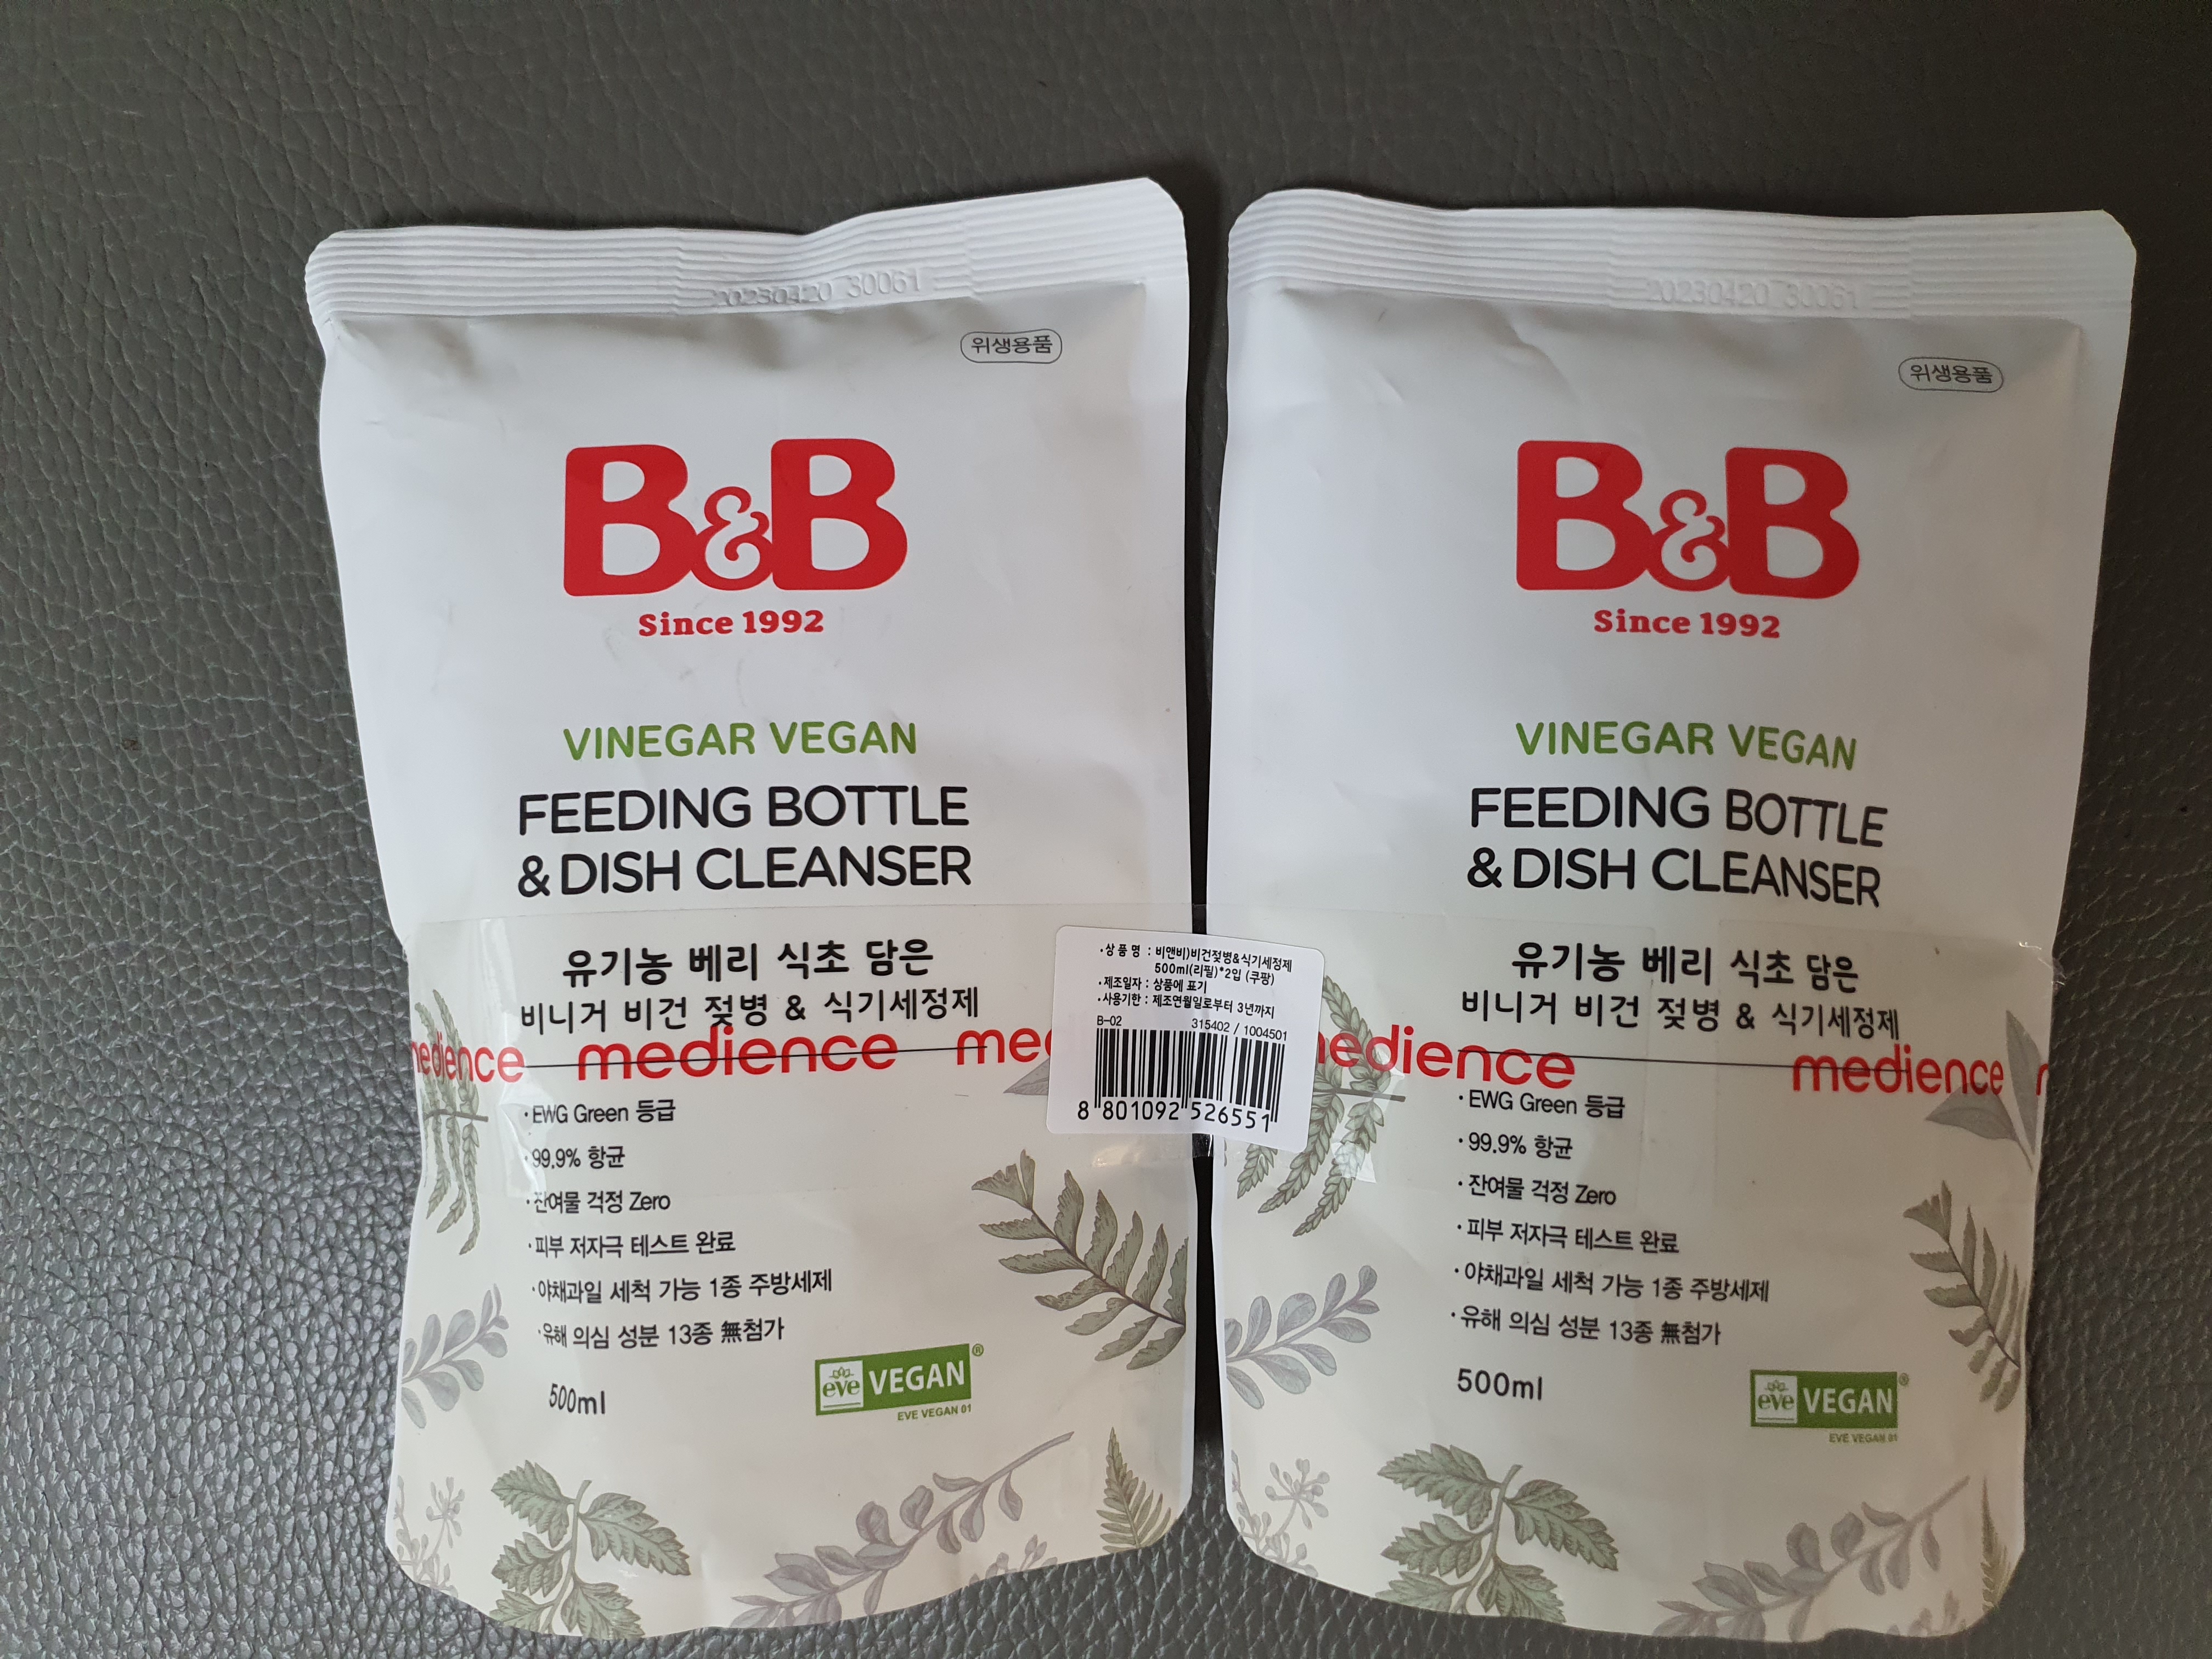 20230420 30061
위생용품
B&B
Since 1992
VINEGAR VEGAN
FEEDING BOTTLE
& DISH CLEANSER
유기농 베리 식초 담은
비니거 비건 젖병 & 식기세정제
medience medience me
· EWG Green 등급
· 99.9% 항균
· 잔여물 걱정 Zero
· 피부 저자극 테스트 완료
· 야채과일 세척 가능 1종 주방세제
· 유해 의심 성분 13종 無첨가
500ml
eve VEGAN ®
EVE VEGAN 01
· 상품명 : 비앤비)비건젖병&식기세정제
500ml(리필)*2입 (쿠팡)
· 제조일자 : 상품에 표기
· 사용기한 : 제조연월일로부터 3년까지
B-02 315402 / 1004501
8 801092 526551
20230420 30061
위생용품
B&B
Since 1992
VINEGAR VEGAN
FEEDING BOTTLE
& DISH CLEANSER
유기농 베리 식초 담은
비니거 비건 젖병 & 식기세정제
medience medience
· EWG Green 등급
· 99.9% 항균
· 잔여물 걱정 Zero
· 피부 저자극 테스트 완료
· 야채과일 세척 가능 1종 주방세제
· 유해 의심 성분 13종 無첨가
500ml
eve VEGAN ®
EVE VEGAN 01